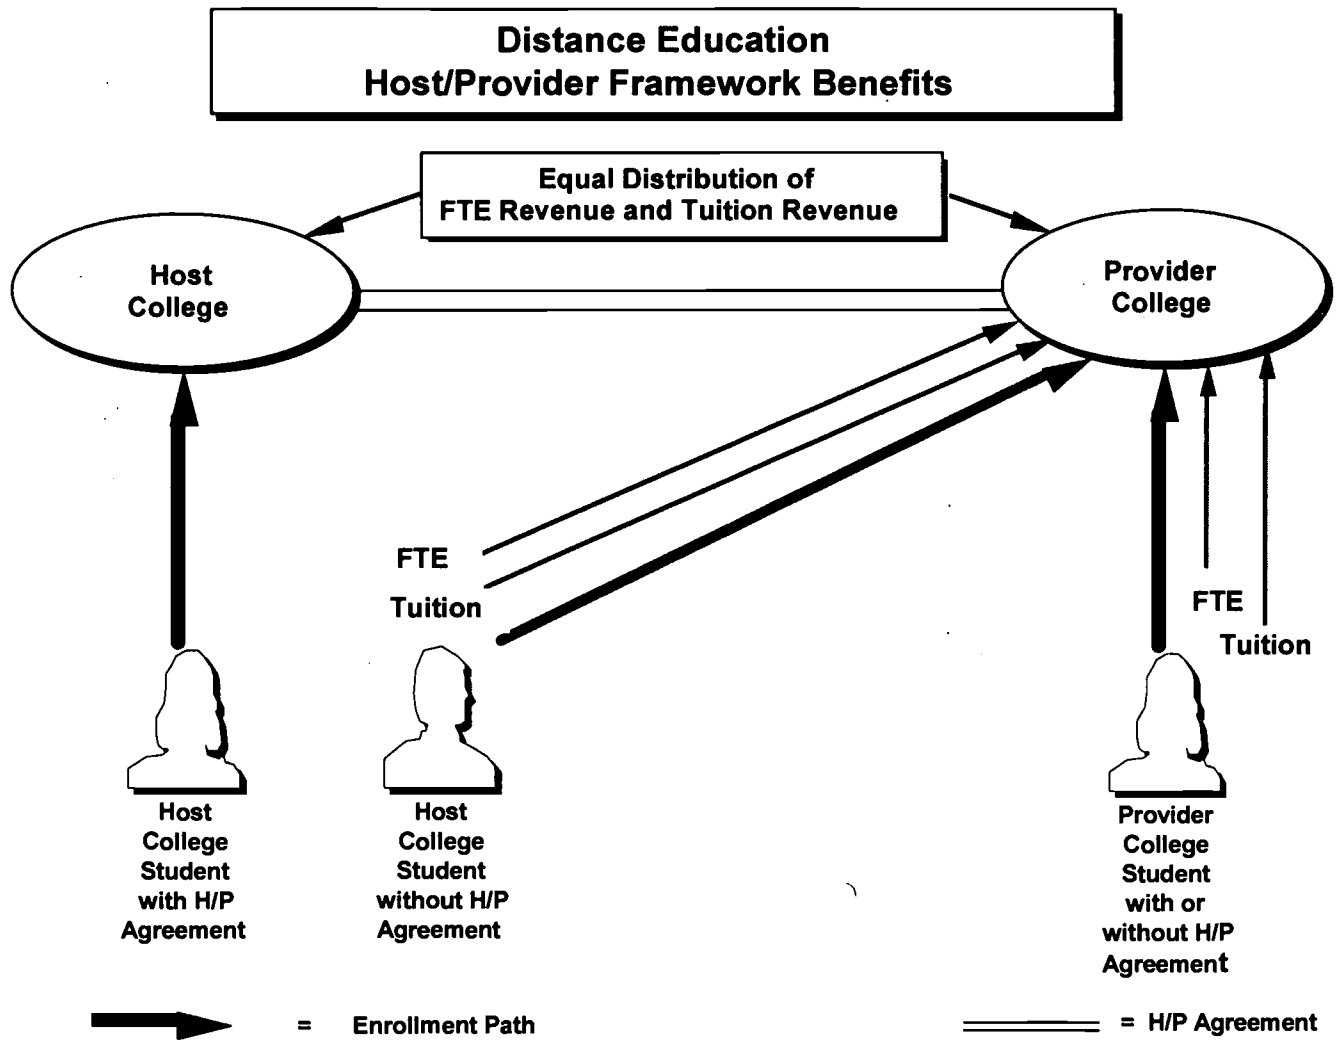 Distance Education
Host/Provider Framework Benefits
Equal Distribution of
FTE Revenue and Tuition Revenue
Host
College
Provider
College
FTE
Tuition
FTE
Tuition
Host
College
Student
with H/P
Agreement
Host
College
Student
without H/P
Agreement
Provider
College
Student
with or
without H/P
Agreement
= Enrollment Path
= H/P Agreement